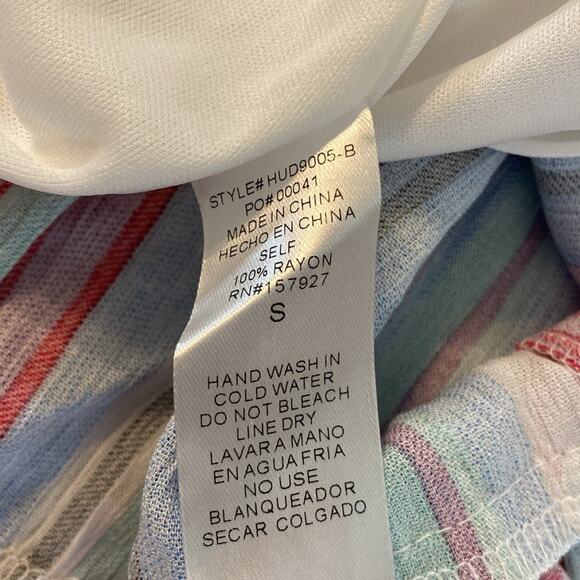 STYLE# HUD9005-B
PO# 00041
MADE IN CHINA
HECHO EN CHINA
SELF
100% RAYON
RN#157927
S
HAND WASH IN
COLD WATER
DO NOT BLEACH
LINE DRY
LAVAR A MANO
EN AGUA FRIA
NO USE
BLANQUEADOR
SECAR COLGADO